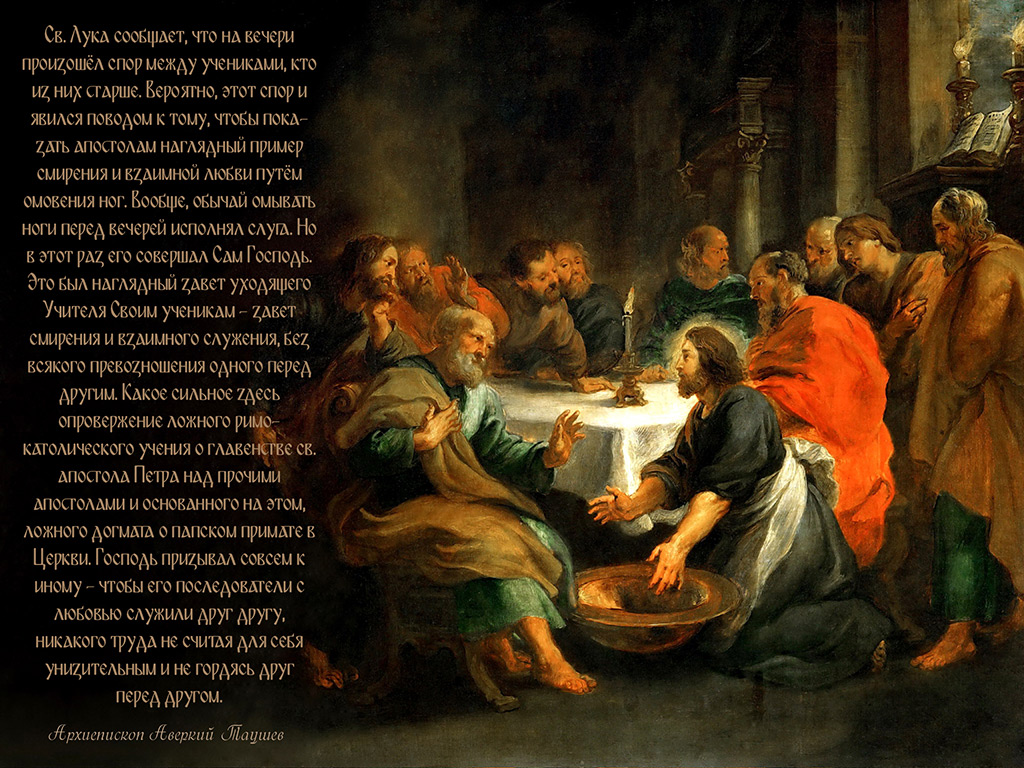 Св. Лука сообщает, что на вечери
произошёл спор между учениками, кто
из них старше. Вероятно, этот спор и
явился поводом к тому, чтобы пока-
зать апостолам наглядный пример
смирения и взаимной любви путём
омовения ног. Вообще, обычай омывать
ноги перед вечерей исполнял слуга. Но
в этот раз его совершал Сам Господь.
Это был наглядный завет уходящего
Учителя Своим ученикам – завет
смирения и взаимного служения, без
всякого превозношения одного перед
другим. Какое сильное здесь
опровержение ложного римо-
католического учения о главенстве св.
апостола Петра над прочими
апостолами и основанного на этом,
ложного догмата о папском примате в
Церкви. Господь призывал совсем к
иному – чтобы его последователи с
любовью служили друг другу,
никакого труда не считая для себя
унизительным и не гордясь друг
перед другом.
Архиепископ Аверкий Таушев